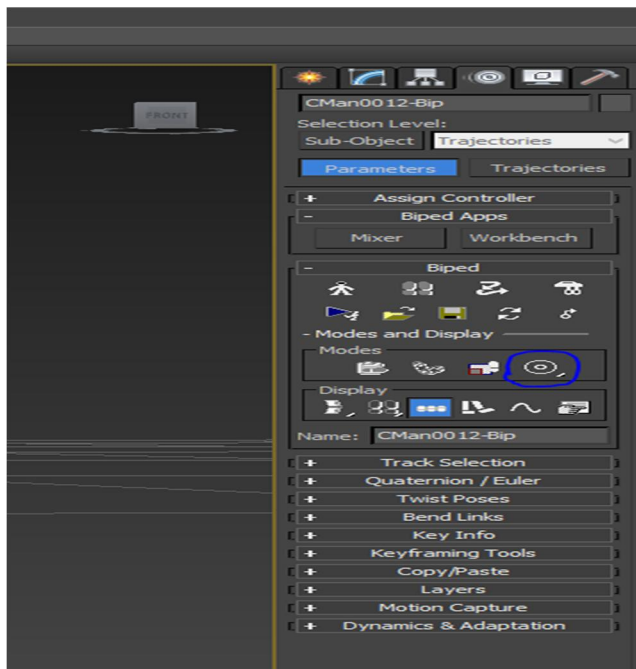 FRONT
CMan0012-Bip
Selection Level:
Sub-Object Trajectories
Parameters Trajectories
+ Assign Controller
- Biped Apps
Mixer Workbench
- Biped
- Modes and Display
Modes
Display
Name: CMan0012-Bip
+ Track Selection
+ Quaternion / Euler
+ Twist Poses
+ Bend Links
+ Key Info
+ Keyframing Tools
+ Copy/Paste
+ Layers
+ Motion Capture
+ Dynamics & Adaptation